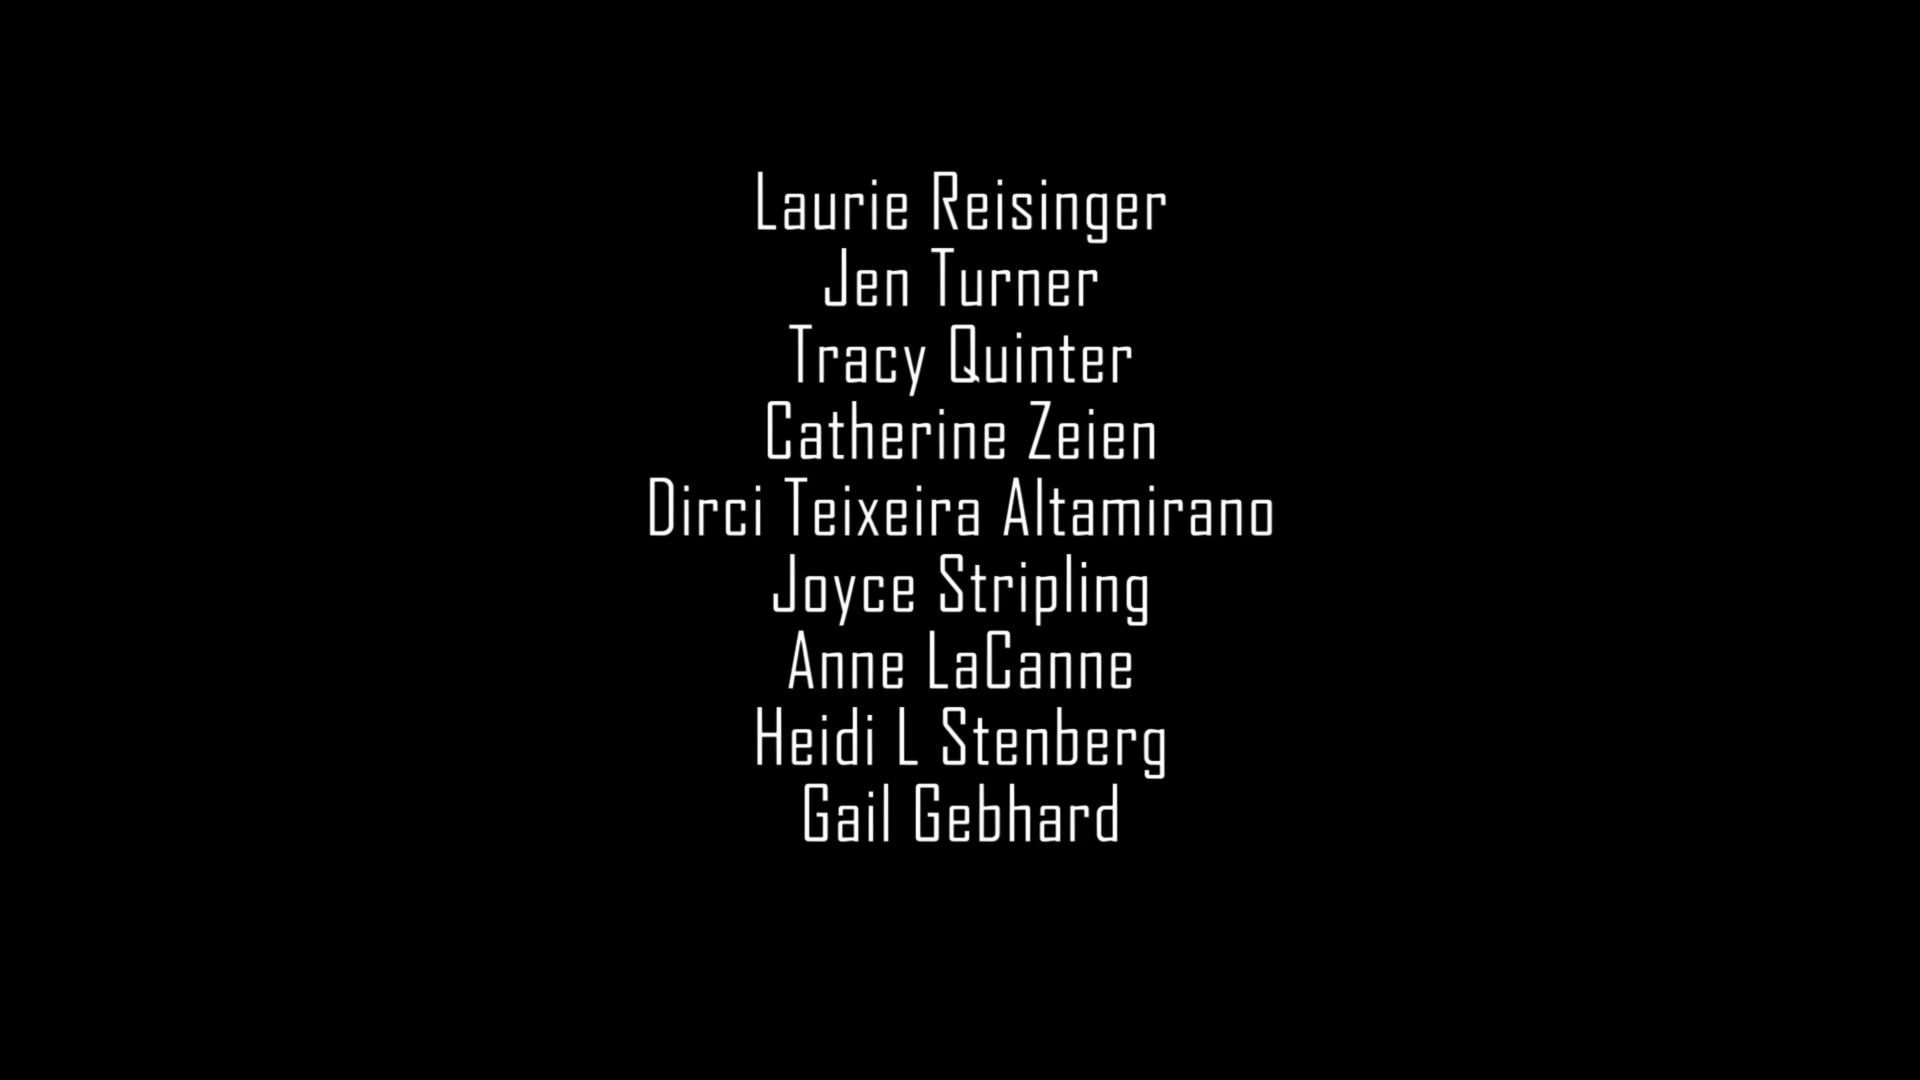 Laurie Reisinger
Jen Turner
Tracy Quinter
Catherine Zeien
Dirci Teixeira Altamirano
Joyce Stripling
Anne LaCanne
Heidi L Stenberg
Gail Gebhard